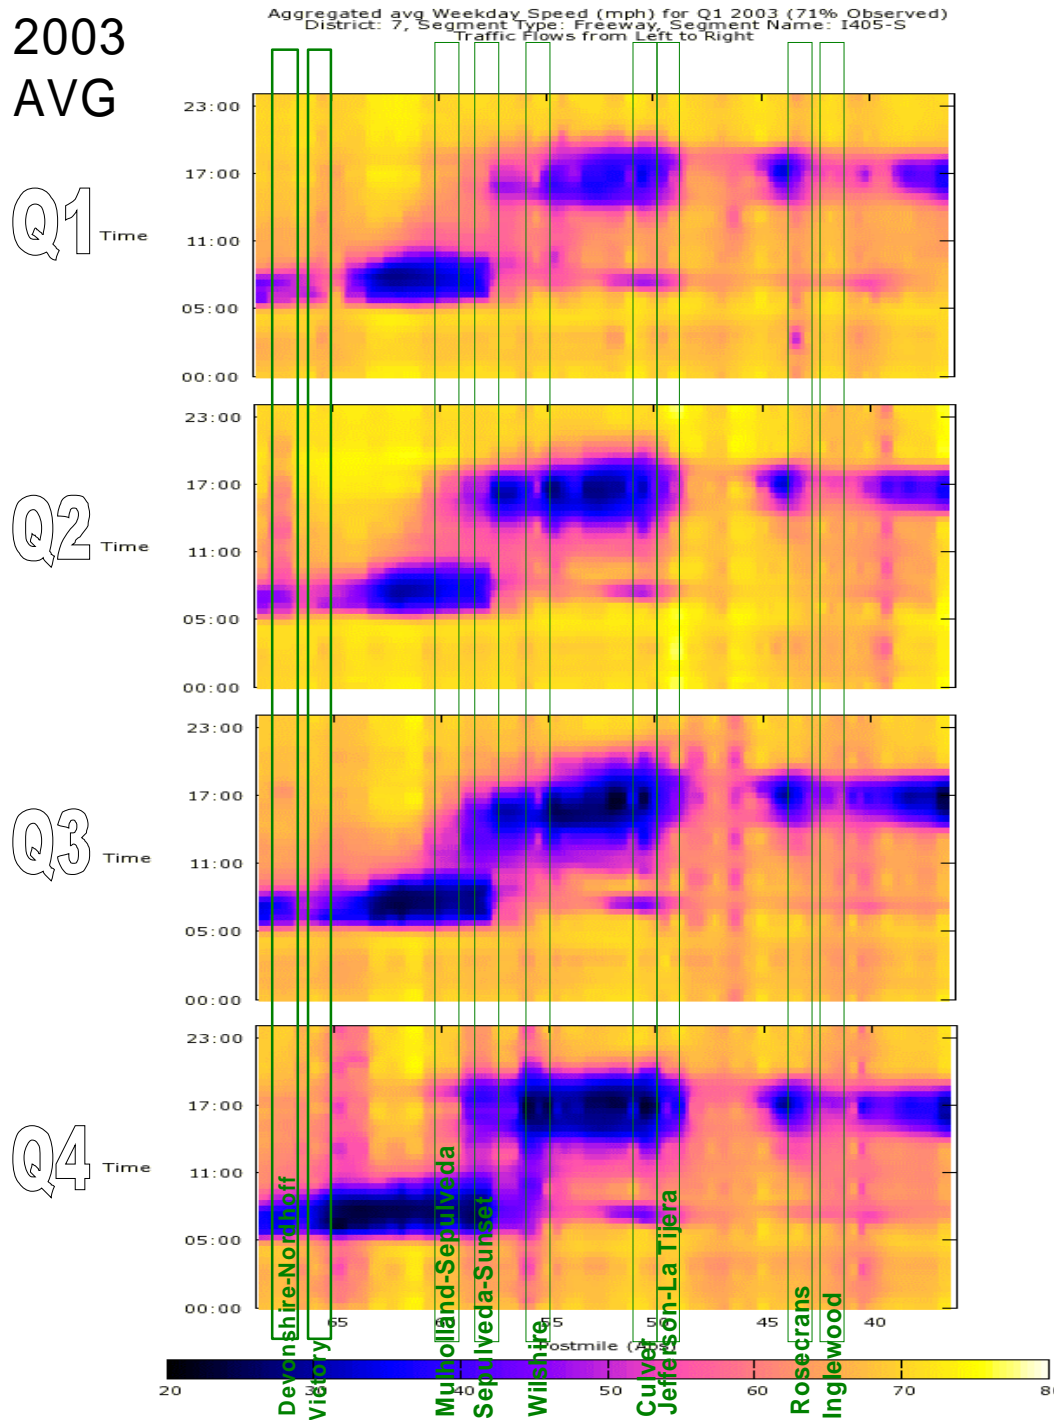 2003
AVG
Aggregated avg Weekday Speed (mph) for Q1 2003 (71% Observed)
District: 7, Segment Type: Freeway, Segment Name: I405-S
Traffic Flows from Left to Right
Q1
Time
23:00
17:00
11:00
05:00
00:00
Q2
Time
23:00
17:00
11:00
05:00
00:00
Q3
Time
23:00
17:00
11:00
05:00
00:00
Q4
Time
23:00
17:00
11:00
05:00
00:00
Devonshire-Nordhoff
Victory
Mulholland-Sepulveda
Sepulveda-Sunset
Wilshire
Culver
Jefferson-La Tijera
Rosecrans
Inglewood
65 55 50 45 40
Postmile (Abs)
20 30 40 50 60 70